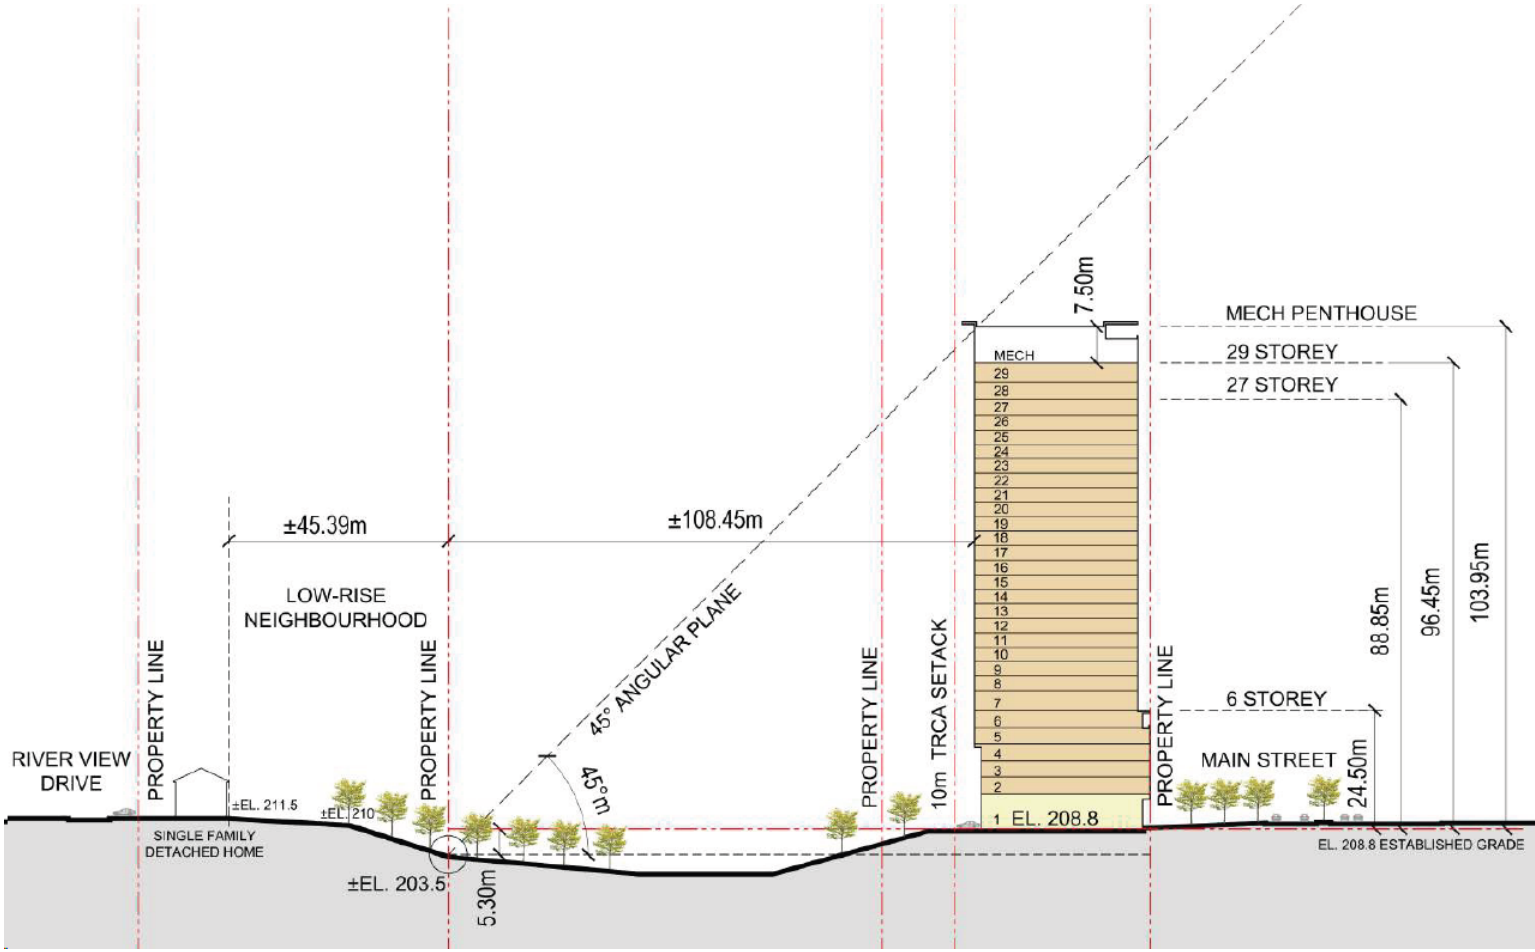 7.50m
MECH PENTHOUSE
MECH
29 STOREY
29
27 STOREY
28
27
26
25
24
23
22
21
20
19
18
17
16
15
14
13
12
11
10
9
8
7
6
5
4
3
2
1 EL. 208.8
±45.39m
±108.45m
LOW-RISE
NEIGHBOURHOOD
45° ANGULAR PLANE
45°m
PROPERTY LINE
PROPERTY LINE
PROPERTY LINE
10m TRCA SETACK
PROPERTY LINE
88.85m
96.45m
103.95m
6 STOREY
24.50m
MAIN STREET
RIVER VIEW
DRIVE
±EL. 211.5
±EL. 210
SINGLE FAMILY
DETACHED HOME
±EL. 203.5
5.30m
EL. 208.8 ESTABLISHED GRADE